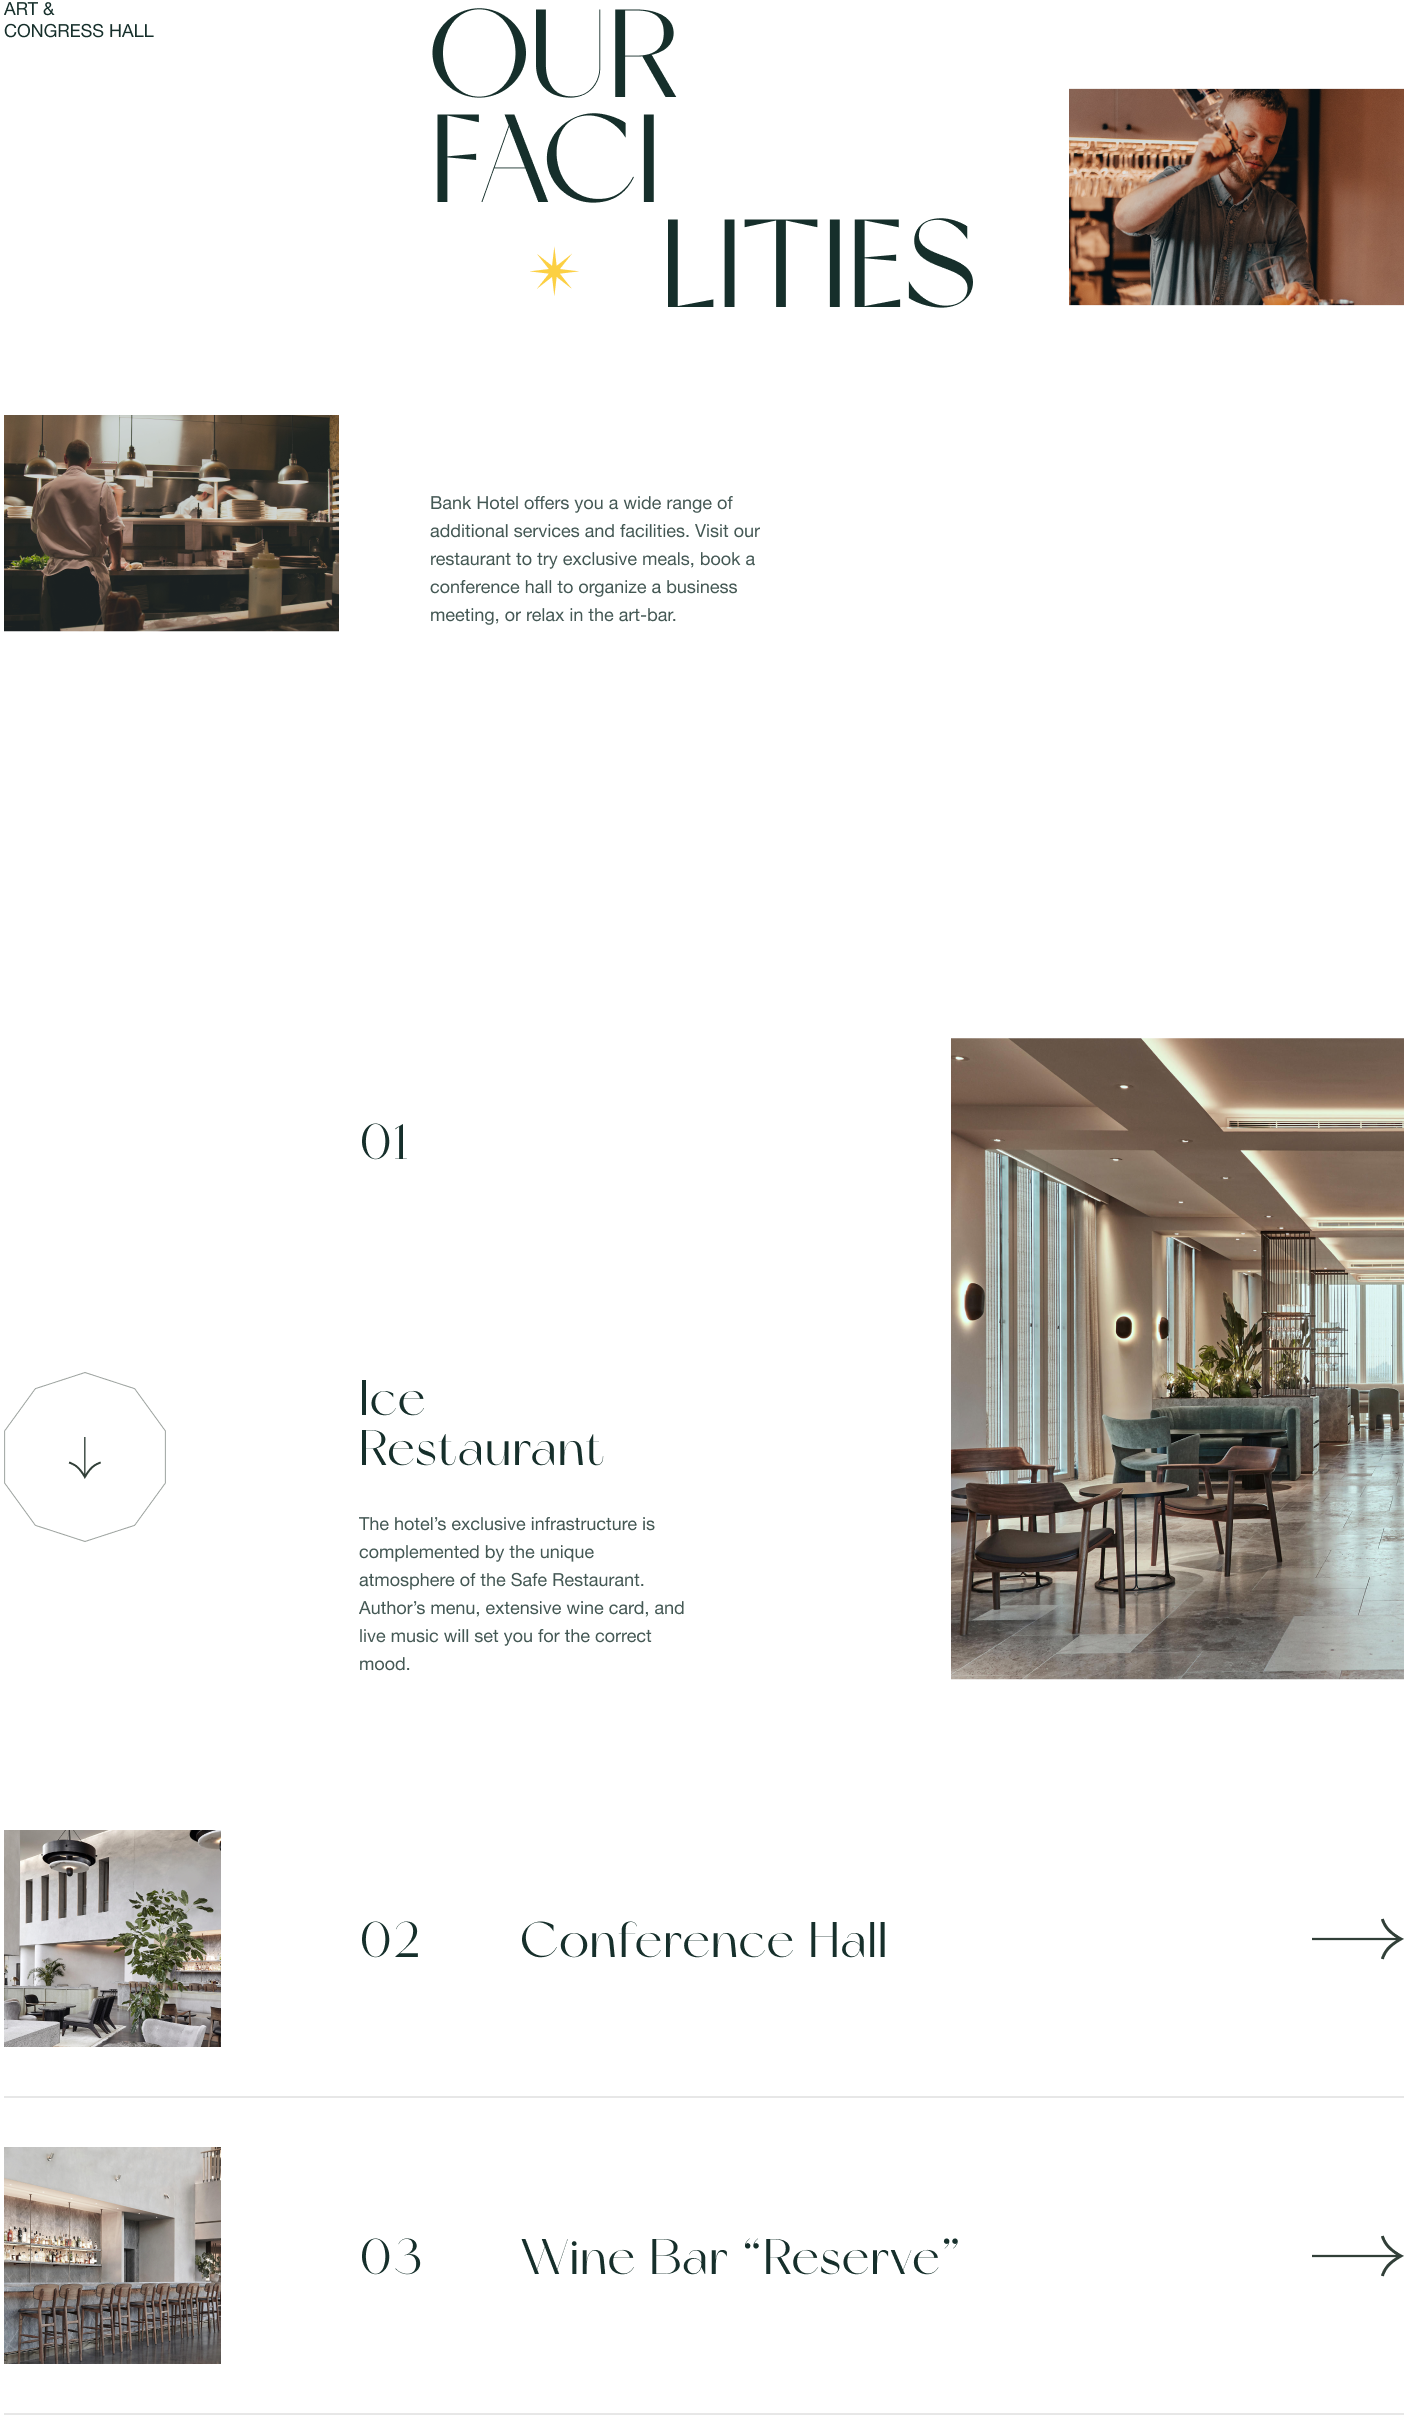 ART &
CONGRESS HALL
OUR
FACI
LITIES
Bank Hotel offers you a wide range of
additional services and facilities. Visit our
restaurant to try exclusive meals, book a
conference hall to organize a business
meeting, or relax in the art-bar.
01
Ice
Restaurant
The hotel’s exclusive infrastructure is
complemented by the unique
atmosphere of the Safe Restaurant.
Author’s menu, extensive wine card, and
live music will set you for the correct
mood.
02 Conference Hall
03 Wine Bar “Reserve”